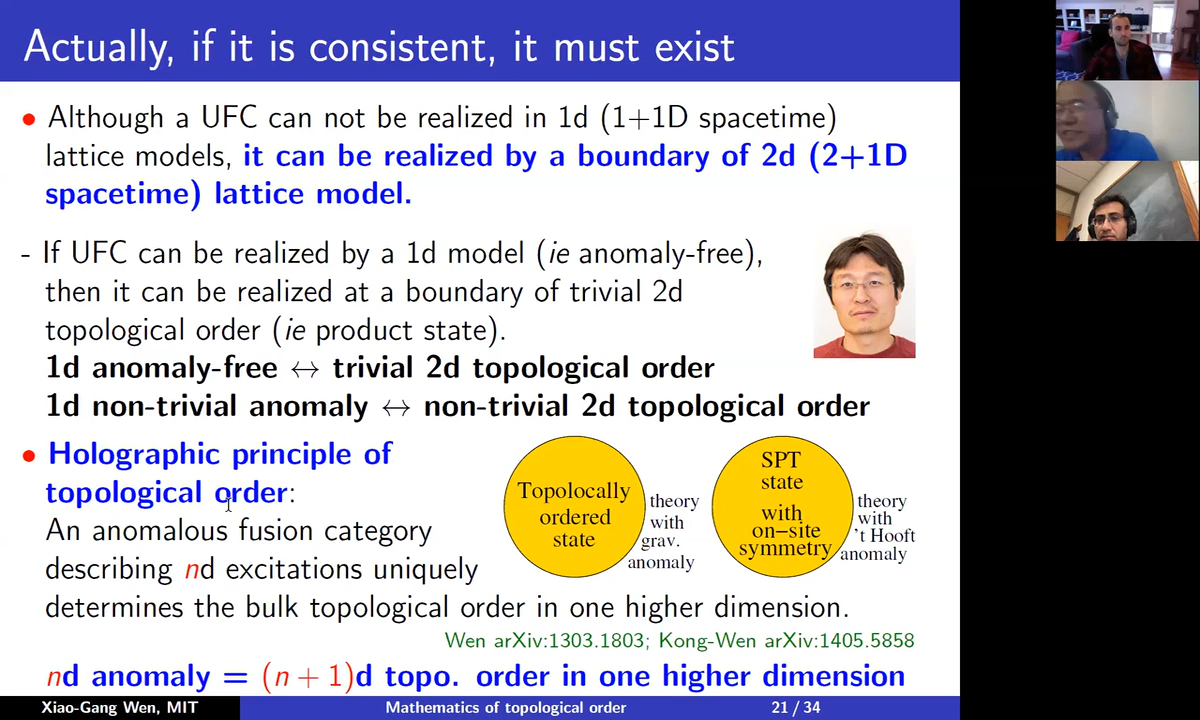 Actually, if it is consistent, it must exist
• Although a UFC can not be realized in 1d (1+1D spacetime)
lattice models, it can be realized by a boundary of 2d (2+1D
spacetime) lattice model.
- If UFC can be realized by a 1d model (ie anomaly-free),
then it can be realized at a boundary of trivial 2d
topological order (ie product state).
1d anomaly-free ↔ trivial 2d topological order
1d non-trivial anomaly ↔ non-trivial 2d topological order
• Holographic principle of
topological order:
An anomalous fusion category
describing nd excitations uniquely
determines the bulk topological order in one higher dimension.
Topolocally
ordered
state
theory
with
grav.
anomaly
SPT
state
with
on−site
symmetry
theory
with
't Hooft
anomaly
Wen arXiv:1303.1803; Kong-Wen arXiv:1405.5858
nd anomaly = (n + 1)d topo. order in one higher dimension
Xiao-Gang Wen, MIT
Mathematics of topological order
21 / 34